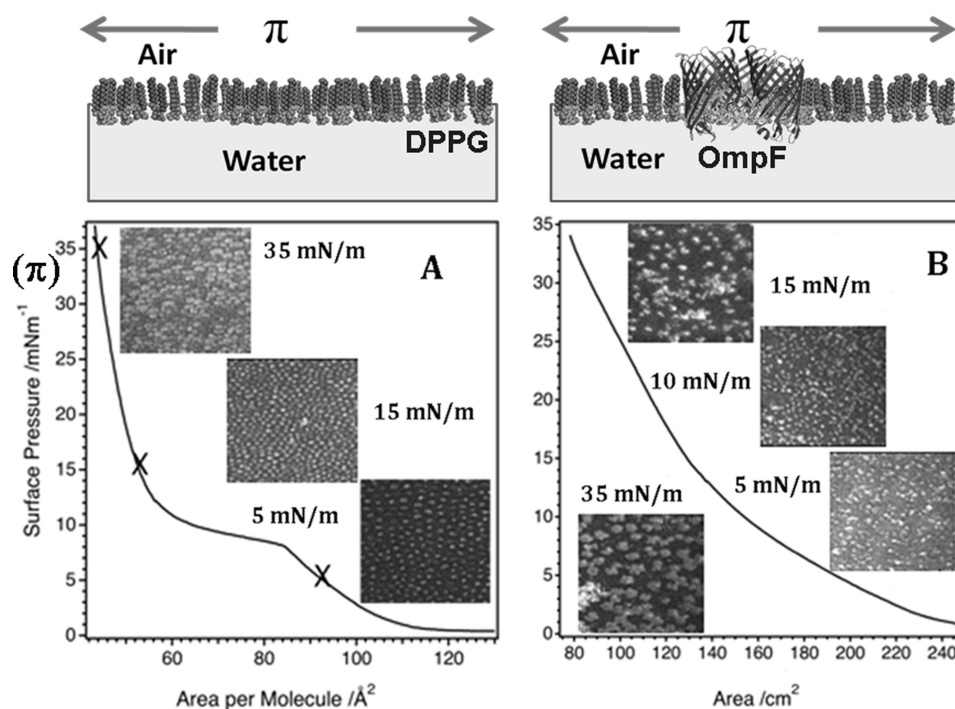 π
Air
DPPG
Water
π
Air
Water
OmpF
(π)
Surface Pressure /mNm⁻¹
35
30
25
20
15
10
5
0
35 mN/m
A
15 mN/m
5 mN/m
60
80
100
120
Area per Molecule /Å²
35
30
25
20
15
10
5
0
B
15 mN/m
10 mN/m
5 mN/m
35 mN/m
80
100
120
140
160
180
200
220
240
Area /cm²